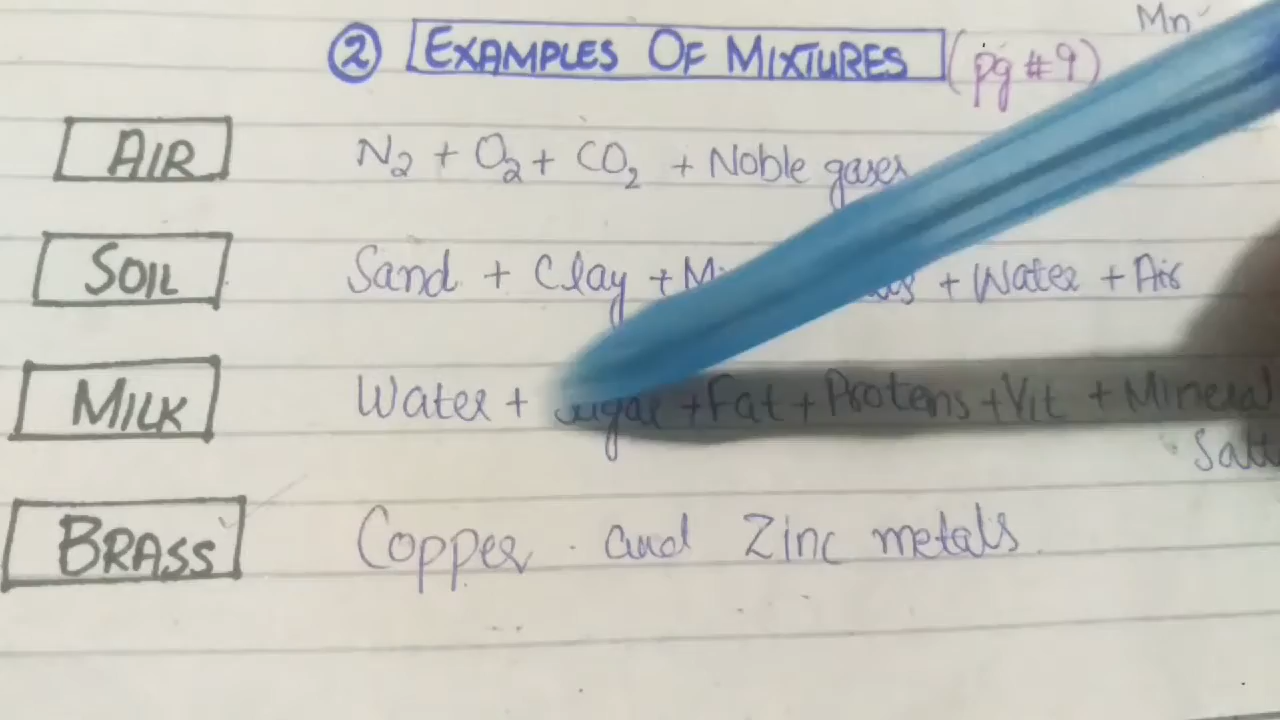 Mn
② EXAMPLES OF MIXTURES (pg #9)
AIR N₂ + O₂ + CO₂ + Noble gases
SOIL Sand + Clay + + Water + Air
MILK Water + Sugar + Fat + Protens + Vit + Mineral
Salt
BRASS Copper and Zinc metals